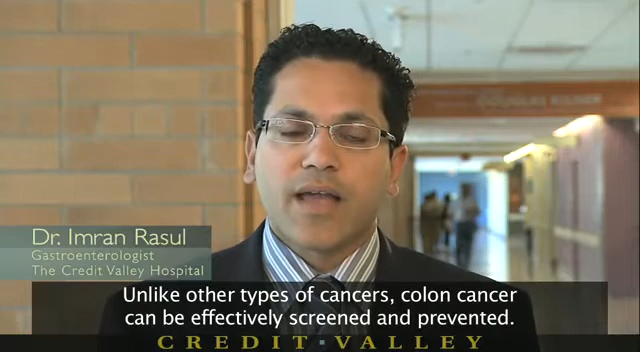 Dr. Imran Rasul
Gastroenterologist
The Credit Valley Hospital
Unlike other types of cancers, colon cancer
can be effectively screened and prevented.
CREDIT·VALLEY